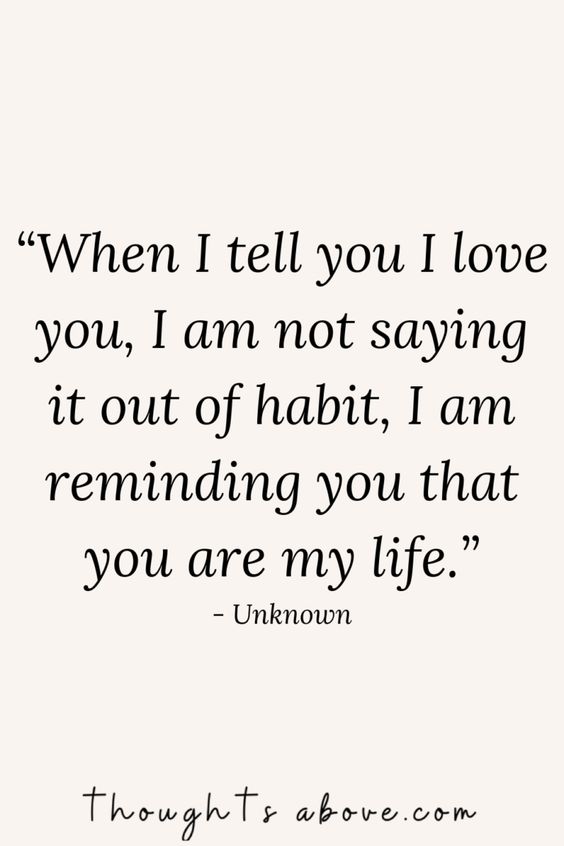 “When I tell you I love
you, I am not saying
it out of habit, I am
reminding you that
you are my life.”
- Unknown
Thoughts above.com